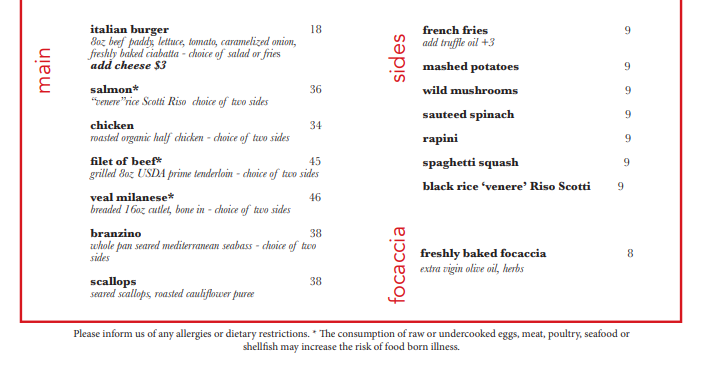 main
italian burger 18
8oz beef paddy, lettuce, tomato, caramelized onion,
freshly baked ciabatta - choice of salad or fries
add cheese $3
salmon* 36
“venere”rice Scotti Riso choice of two sides
chicken 34
roasted organic half chicken - choice of two sides
filet of beef* 45
grilled 8oz USDA prime tenderloin - choice of two sides
veal milanese* 46
breaded 16oz cutlet, bone in - choice of two sides
branzino 38
whole pan seared mediterranean seabass - choice of two
sides
scallops 38
seared scallops, roasted cauliflower puree
sides
french fries 9
add truffle oil +3
mashed potatoes 9
wild mushrooms 9
sauteed spinach 9
rapini 9
spaghetti squash 9
black rice ‘venere’ Riso Scotti 9
focaccia
freshly baked focaccia 8
extra vigin olive oil, herbs
Please inform us of any allergies or dietary restrictions. * The consumption of raw or undercooked eggs, meat, poultry, seafood or
shellfish may increase the risk of food born illness.